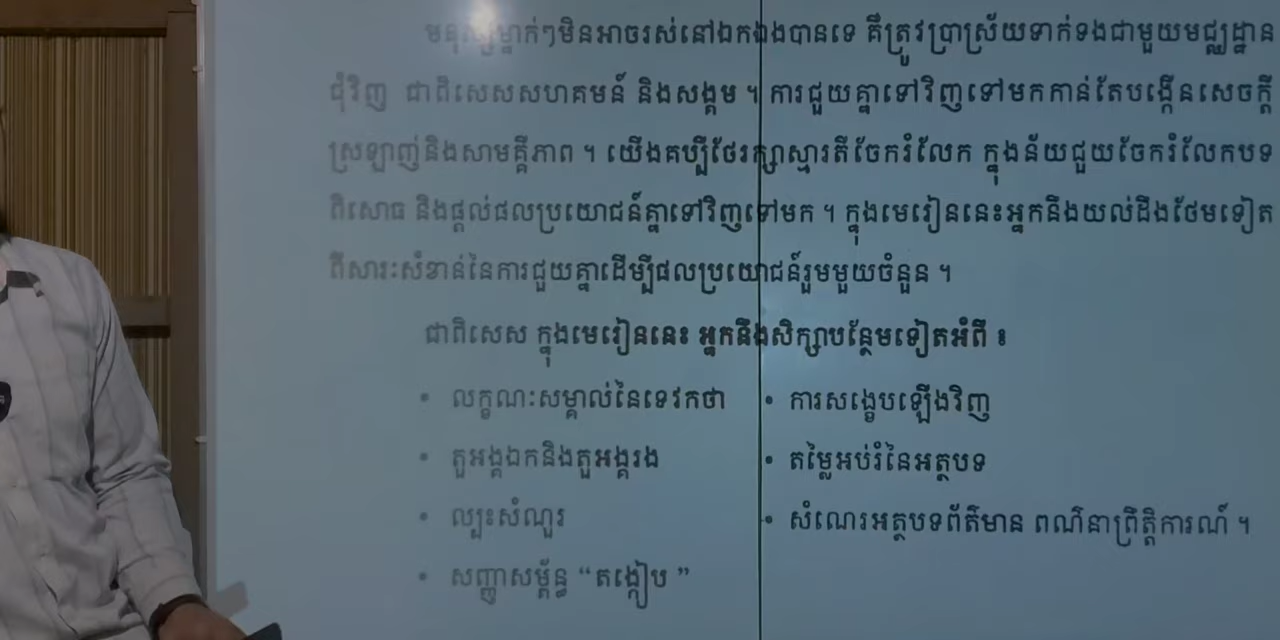 មនុស្សម្នាក់ៗមិនអាចរស់នៅឯកឯងបានទេ គឺត្រូវប្រាស្រ័យទាក់ទងជាមួយមជ្ឈដ្ឋាន
ជុំវិញ ជាពិសេសសហគមន៍ និងសង្គម ។ ការជួយគ្នាទៅវិញទៅមកកាន់តែបង្កើនសេចក្ដី
ស្រឡាញ់និងសាមគ្គីភាព ។ យើងគប្បីថែរក្សាស្មារតីចែករំលែក ក្នុងន័យជួយចែករំលែកបទ
ពិសោធ និងផ្ដល់ផលប្រយោជន៍គ្នាទៅវិញទៅមក ។ ក្នុងមេរៀននេះអ្នកនឹងយល់ដឹងថែមទៀត
ពីសារៈសំខាន់នៃការជួយគ្នាដើម្បីផលប្រយោជន៍រួមមួយចំនួន ។
ជាពិសេស ក្នុងមេរៀននេះ អ្នកនឹងសិក្សាបន្ថែមទៀតអំពី ៖
• លក្ខណៈសម្គាល់នៃទេវកថា
• តួអង្គឯកនិងតួអង្គរង
• ល្បះសំណួរ
• សញ្ញាសម្ព័ន្ធ “តង្កៀប ”
• ការសង្ខេបឡើងវិញ
• តម្លៃអប់រំនៃអត្ថបទ
• សំណេរអត្ថបទព័ត៌មាន ពណ៌នាព្រឹត្តិការណ៍ ។